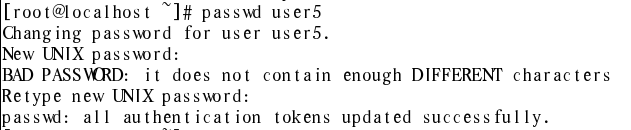 [root@localhost ~]# passwd user5
Changing password for user user5.
New UNIX password:
BAD PASSWORD: it does not contain enough DIFFERENT characters
Retype new UNIX password:
passwd: all authentication tokens updated successfully.